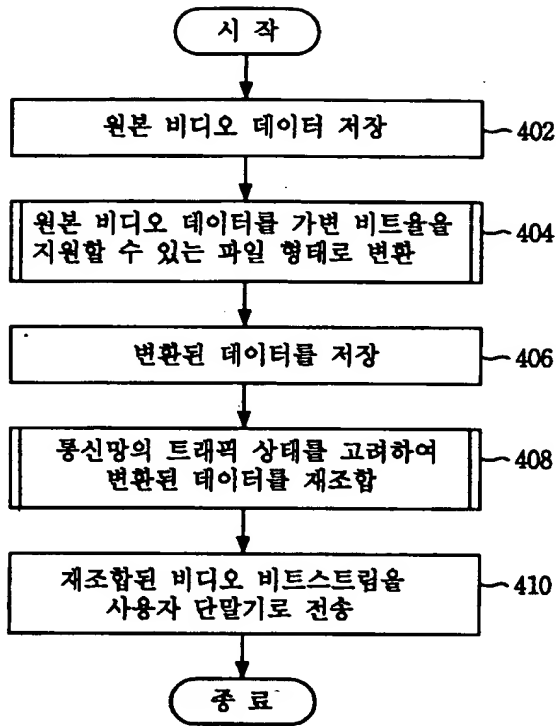 시 작
원본 비디오 데이터 저장
402
원본 비디오 데이터를 가변 비트율을
지원할 수 있는 파일 형태로 변환
404
변환된 데이터를 저장
406
통신망의 트래픽 상태를 고려하여
변환된 데이터를 재조합
408
재조합된 비디오 비트스트림을
사용자 단말기로 전송
410
종 료